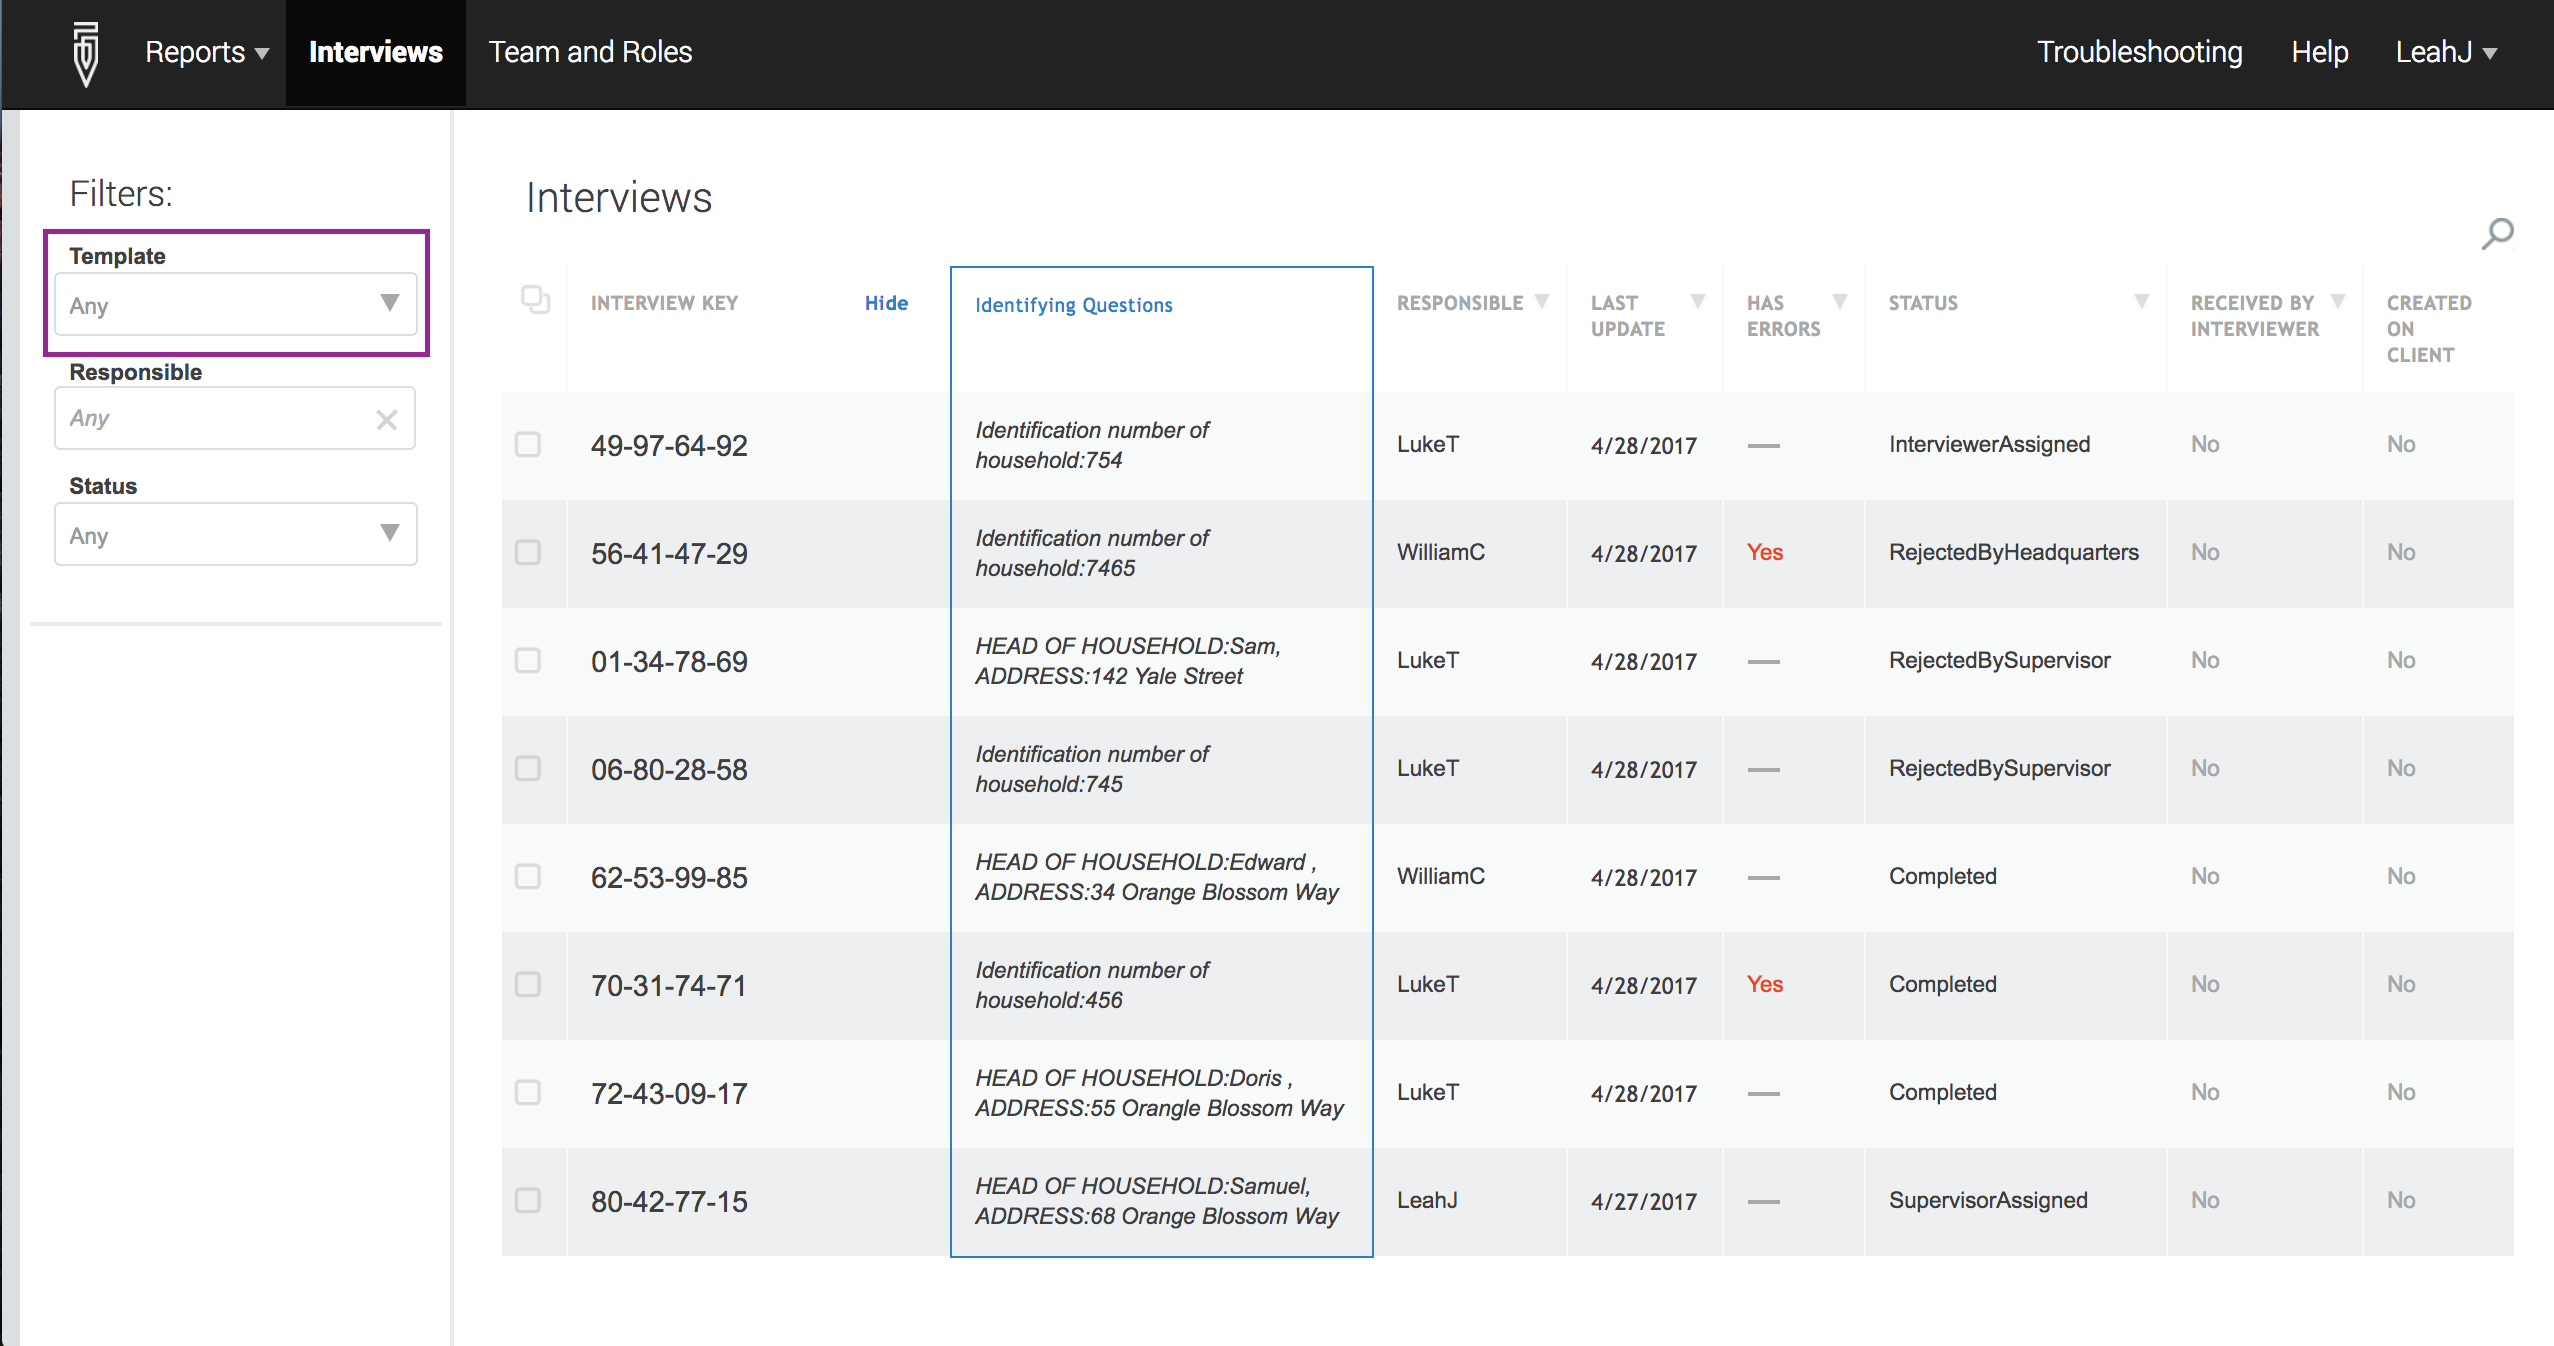 Reports Interviews Team and Roles Troubleshooting Help LeahJ
Filters:
Template
Any
Responsible
Any
Status
Any
Interviews
INTERVIEW KEY Hide Identifying Questions RESPONSIBLE LAST UPDATE HAS ERRORS STATUS RECEIVED BY INTERVIEWER CREATED ON CLIENT
49-97-64-92 Identification number of household:754 LukeT 4/28/2017 — InterviewerAssigned No No
56-41-47-29 Identification number of household:7465 WilliamC 4/28/2017 Yes RejectedByHeadquarters No No
01-34-78-69 HEAD OF HOUSEHOLD:Sam, ADDRESS:142 Yale Street LukeT 4/28/2017 — RejectedBySupervisor No No
06-80-28-58 Identification number of household:745 LukeT 4/28/2017 — RejectedBySupervisor No No
62-53-99-85 HEAD OF HOUSEHOLD:Edward , ADDRESS:34 Orange Blossom Way WilliamC 4/28/2017 — Completed No No
70-31-74-71 Identification number of household:456 LukeT 4/28/2017 Yes Completed No No
72-43-09-17 HEAD OF HOUSEHOLD:Doris , ADDRESS:55 Orangle Blossom Way LukeT 4/28/2017 — Completed No No
80-42-77-15 HEAD OF HOUSEHOLD:Samuel, ADDRESS:68 Orange Blossom Way LeahJ 4/27/2017 — SupervisorAssigned No No